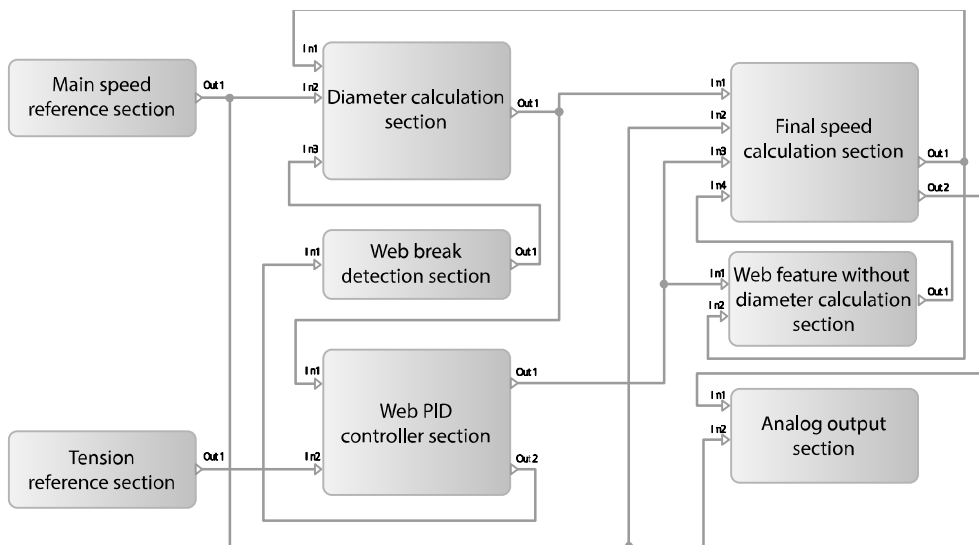 Main speed
reference section
Out1
In1
In2
In3
Diameter calculation
section
Out1
In1
In2
In3
In4
Final speed
calculation section
Out1
Out2
In1
Web break
detection section
Out1
In1
In2
Web feature without
diameter calculation
section
Out1
In1
In2
Web PID
controller section
Out1
Out2
In1
In2
Analog output
section
Tension
reference section
Out1